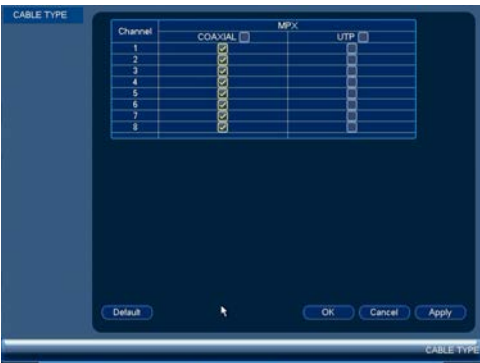 CABLE TYPE
Channel MPX
COAXIAL UTP
1
2
3
4
5
6
7
8
Default OK Cancel Apply
CABLE TYPE